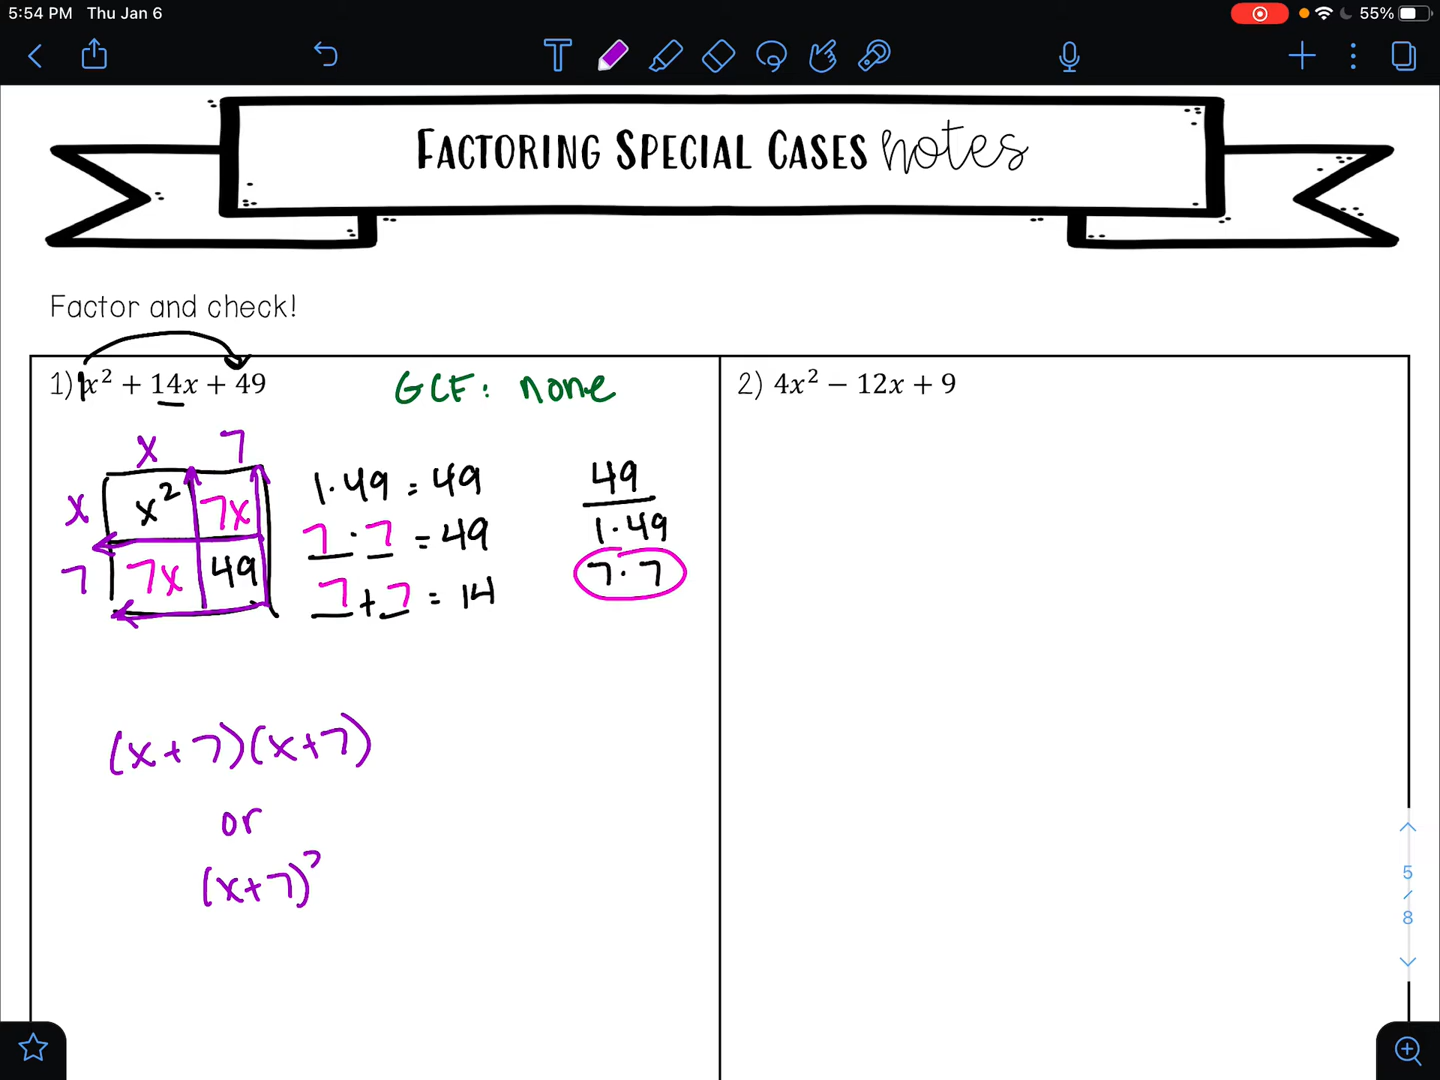 5:54 PM Thu Jan 6
55%
FACTORING SPECIAL CASES notes
Factor and check!
1) 1x² + 14x + 49
GCF: none
x 7
x x² 7x
7 7x 49
1·49 = 49
7·7 = 49
7+7 = 14
49
1·49
7·7
(x+7)(x+7)
or
(x+7)²
2) 4x² − 12x + 9
5
/
8